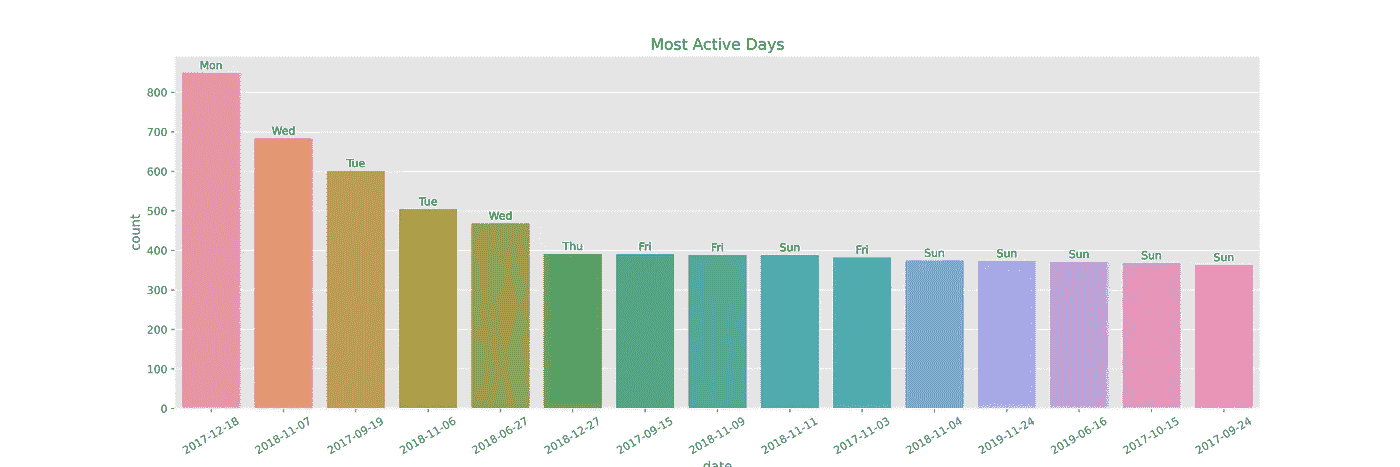 Most Active Days
Mon
Wed
Tue
Tue
Wed
Thu
Fri
Fri
Sun
Fri
Sun
Sun
Sun
Sun
Sun
count
800
700
600
500
400
300
200
100
0
2017-12-18
2018-11-07
2017-09-19
2018-11-06
2018-06-27
2018-12-27
2017-09-15
2018-11-09
2018-11-11
2017-11-03
2018-11-04
2019-11-24
2019-06-16
2017-10-15
2017-09-24
date